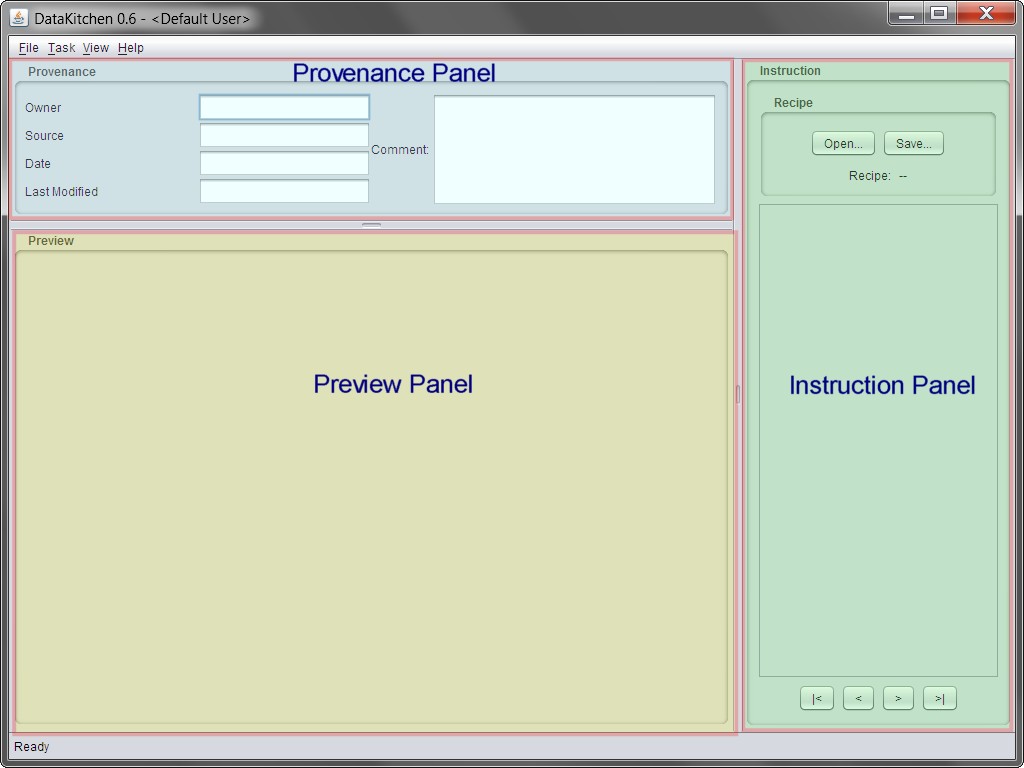 DataKitchen 0.6 - <Default User>
File Task View Help
Provenance
Provenance Panel
Owner
Source
Date
Last Modified
Comment:
Preview
Preview Panel
Instruction
Recipe
Open... Save...
Recipe: --
Instruction Panel
|< < > >|
Ready